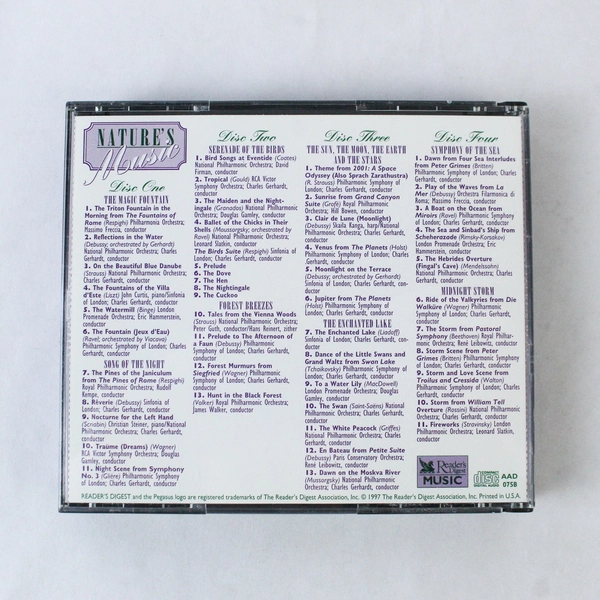 NATURE'S
Music
Disc One
THE MAGIC FOUNTAIN
1. The Triton Fountain in the
Morning from The Fountains of
Rome (Respighi) Philharmonia Orchestra;
Massimo Freccia, conductor
2. Reflections in the Water
(Debussy; orchestrated by Gerhardt)
National Philharmonic Orchestra;
Charles Gerhardt, conductor
3. On the Beautiful Blue Danube
(Strauss) National Philharmonic
Orchestra; Charles Gerhardt, conductor
4. The Fountains of the Villa
d'Este (Liszt) John Curtis, piano/Sinfonia
of London; Charles Gerhardt, conductor
5. The Watermill (Binge) London
Promenade Orchestra; Eric Hammerstein,
conductor
6. The Fountain (Jeux d'Eau)
(Ravel; orchestrated by Viacava)
Philharmonic Symphony of London;
Charles Gerhardt, conductor
SONG OF THE NIGHT
7. The Pines of the Janiculum
from The Pines of Rome (Respighi)
Royal Philharmonic Orchestra; Rudolf
Kempe, conductor
8. Rêverie (Debussy) Sinfonia of
London; Charles Gerhardt, conductor
9. Nocturne for the Left Hand
(Scriabin) Christian Steiner, piano/National
Philharmonic Orchestra; Charles Gerhardt,
conductor
10. Traüme (Dreams) (Wagner)
RCA Victor Symphony Orchestra; Douglas
Gamley, conductor
11. Night Scene from Symphony
No. 3 (Glière) Philharmonic Symphony
of London; Charles Gerhardt, conductor
Disc Two
SERENADE OF THE BIRDS
1. Bird Songs at Eventide (Coates)
National Philharmonic Orchestra; David
Firman, conductor
2. Tropical (Gould) RCA Victor
Symphony Orchestra; Charles Gerhardt,
conductor
3. The Maiden and the Night-
ingale (Granados) National Philharmonic
Orchestra; Douglas Gamley, conductor
4. Ballet of the Chicks in Their
Shells (Moussorgsky; orchestrated by
Ravel) National Philharmonic Orchestra;
Leonard Slatkin, conductor
The Birds Suite (Respighi) Sinfonia of
London; Charles Gerhardt, conductor
5. Prelude
6. The Dove
7. The Hen
8. The Nightingale
9. The Cuckoo
FOREST BREEZES
10. Tales from the Vienna Woods
(Strauss) National Philharmonic Orchestra;
Peter Guth, conductor/Hans Reinerz, zither
11. Prelude to The Afternoon of
a Faun (Debussy) Philharmonic
Symphony of London; Charles Gerhardt,
conductor
12. Forest Murmurs from
Siegfried (Wagner) Philharmonic
Symphony of London; Charles Gerhardt,
conductor
13. Hunt in the Black Forest
(Volker) Royal Philharmonic Orchestra;
James Walker, conductor
Disc Three
THE SUN, THE MOON, THE EARTH
AND THE STARS
1. Theme from 2001: A Space
Odyssey (Also Sprach Zarathustra)
(R. Strauss) Philharmonic Symphony of
London; Charles Gerhardt, conductor
2. Sunrise from Grand Canyon
Suite (Grofé) Royal Philharmonic
Orchestra; Hill Bowen, conductor
3. Clair de Lune (Moonlight)
(Debussy) Skaila Kanga, harp/National
Philharmonic Orchestra; Charles Gerhardt,
conductor
4. Venus from The Planets (Holst)
Philharmonic Symphony of London;
Charles Gerhardt, conductor
5. Moonlight on the Terrace
(Debussy; orchestrated by Gerhardt)
Sinfonia of London; Charles Gerhardt, con-
ductor
6. Jupiter from The Planets
(Holst) Philharmonic Symphony of
London; Charles Gerhardt, conductor
THE ENCHANTED LAKE
7. The Enchanted Lake (Liadoff)
Sinfonia of London; Charles Gerhardt, con-
ductor
8. Dance of the Little Swans and
Grand Waltz from Swan Lake
(Tchaikovsky) Philharmonic Symphony of
London; Charles Gerhardt, conductor
9. To a Water Lily (MacDowell)
London Promenade Orchestra; Douglas
Gamley, conductor
10. The Swan (Saint-Saëns) National
Philharmonic Orchestra; Charles Gerhardt,
conductor
11. The White Peacock (Griffes)
National Philharmonic Orchestra; Charles
Gerhardt, conductor
12. En Bateau from Petite Suite
(Debussy) Paris Conservatory Orchestra;
René Leibowitz, conductor
13. Dawn on the Moskva River
(Mussorgsky) National Philharmonic
Orchestra; Charles Gerhardt, conductor
Disc Four
SYMPHONY OF THE SEA
1. Dawn from Four Sea Interludes
from Peter Grimes (Britten)
Philharmonic Symphony of London;
Charles Gerhardt, conductor
2. Play of the Waves from La
Mer (Debussy) Orchestra Filarmonica di
Roma; Massimo Freccia, conductor
3. A Boat on the Ocean from
Miroirs (Ravel) Philharmonic Symphony
of London; Charles Gerhardt, conductor
4. The Sea and Sinbad's Ship from
Scheherazade (Rimsky-Korsakov)
London Promenade Orchestra; Eric
Hammerstein, conductor
5. The Hebrides Overture
(Fingal's Cave) (Mendelssohn)
National Philharmonic Orchestra; Charles
Gerhardt, conductor
MIDNIGHT STORM
6. Ride of the Valkyries from Die
Walküre (Wagner) Philharmonic
Symphony of London; Charles Gerhardt,
conductor
7. The Storm from Pastoral
Symphony (Beethoven) Royal Philhar-
monic Orchestra; René Leibowitz,
conductor
8. Storm Scene from Peter
Grimes (Britten) Philharmonic
Symphony of London; Charles Gerhardt,
conductor
9. Storm and Love Scene from
Troilus and Cressida (Walton)
Philharmonic Symphony of London;
Charles Gerhardt, conductor
10. Storm from William Tell
Overture (Rossini) National Philharmonic
Orchestra; Charles Gerhardt, conductor
11. Fireworks (Stravinsky) London
Philharmonic Orchestra; Leonard Slatkin,
conductor
Reader's
Digest
MUSIC
COMPACT
disc
DIGITAL AUDIO
AAD
075B
READER'S DIGEST and the Pegasus logo are registered trademarks of The Reader's Digest Association, Inc. © 1997 The Reader's Digest Association, Inc. Printed in U.S.A.